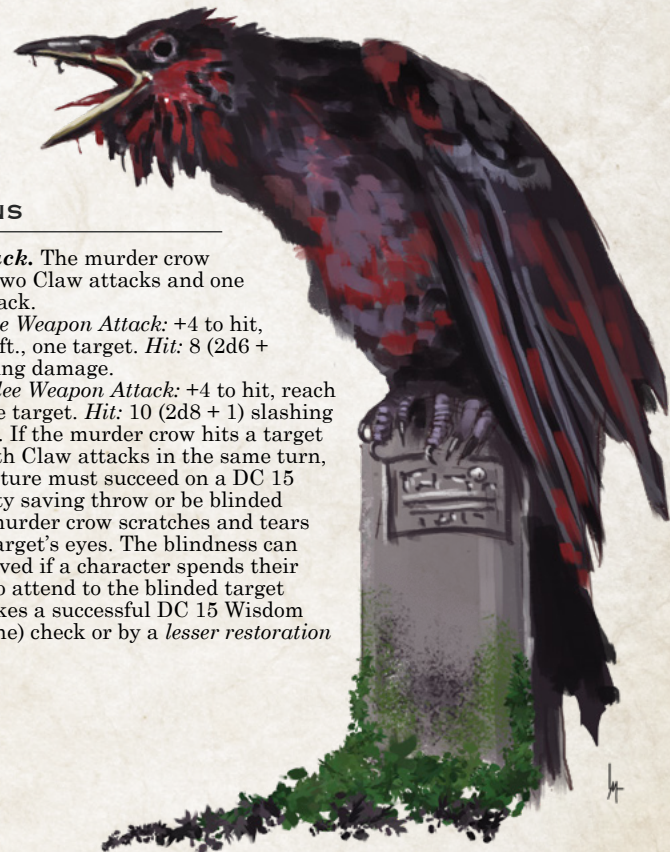 NS
ck. The murder crow
two Claw attacks and one
ack.
e Weapon Attack: +4 to hit,
ft., one target. Hit: 8 (2d6 +
ing damage.
lee Weapon Attack: +4 to hit, reach
e target. Hit: 10 (2d8 + 1) slashing
. If the murder crow hits a target
th Claw attacks in the same turn,
ture must succeed on a DC 15
ty saving throw or be blinded
murder crow scratches and tears
arget’s eyes. The blindness can
ved if a character spends their
o attend to the blinded target
kes a successful DC 15 Wisdom
ne) check or by a lesser restoration